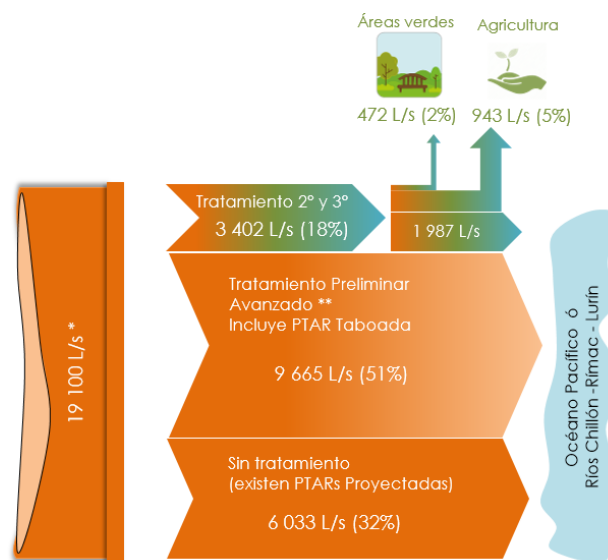 Áreas verdes
472 L/s (2%)
Agricultura
943 L/s (5%)
19 100 L/s *
Tratamiento 2° y 3°
3 402 L/s (18%)
1 987 L/s
Tratamiento Preliminar
Avanzado **
Incluye PTAR Taboada
9 665 L/s (51%)
Sin tratamiento
(existen PTARs Proyectadas)
6 033 L/s (32%)
Océano Pacífico ó
Ríos Chillón -Rímac - Lurín